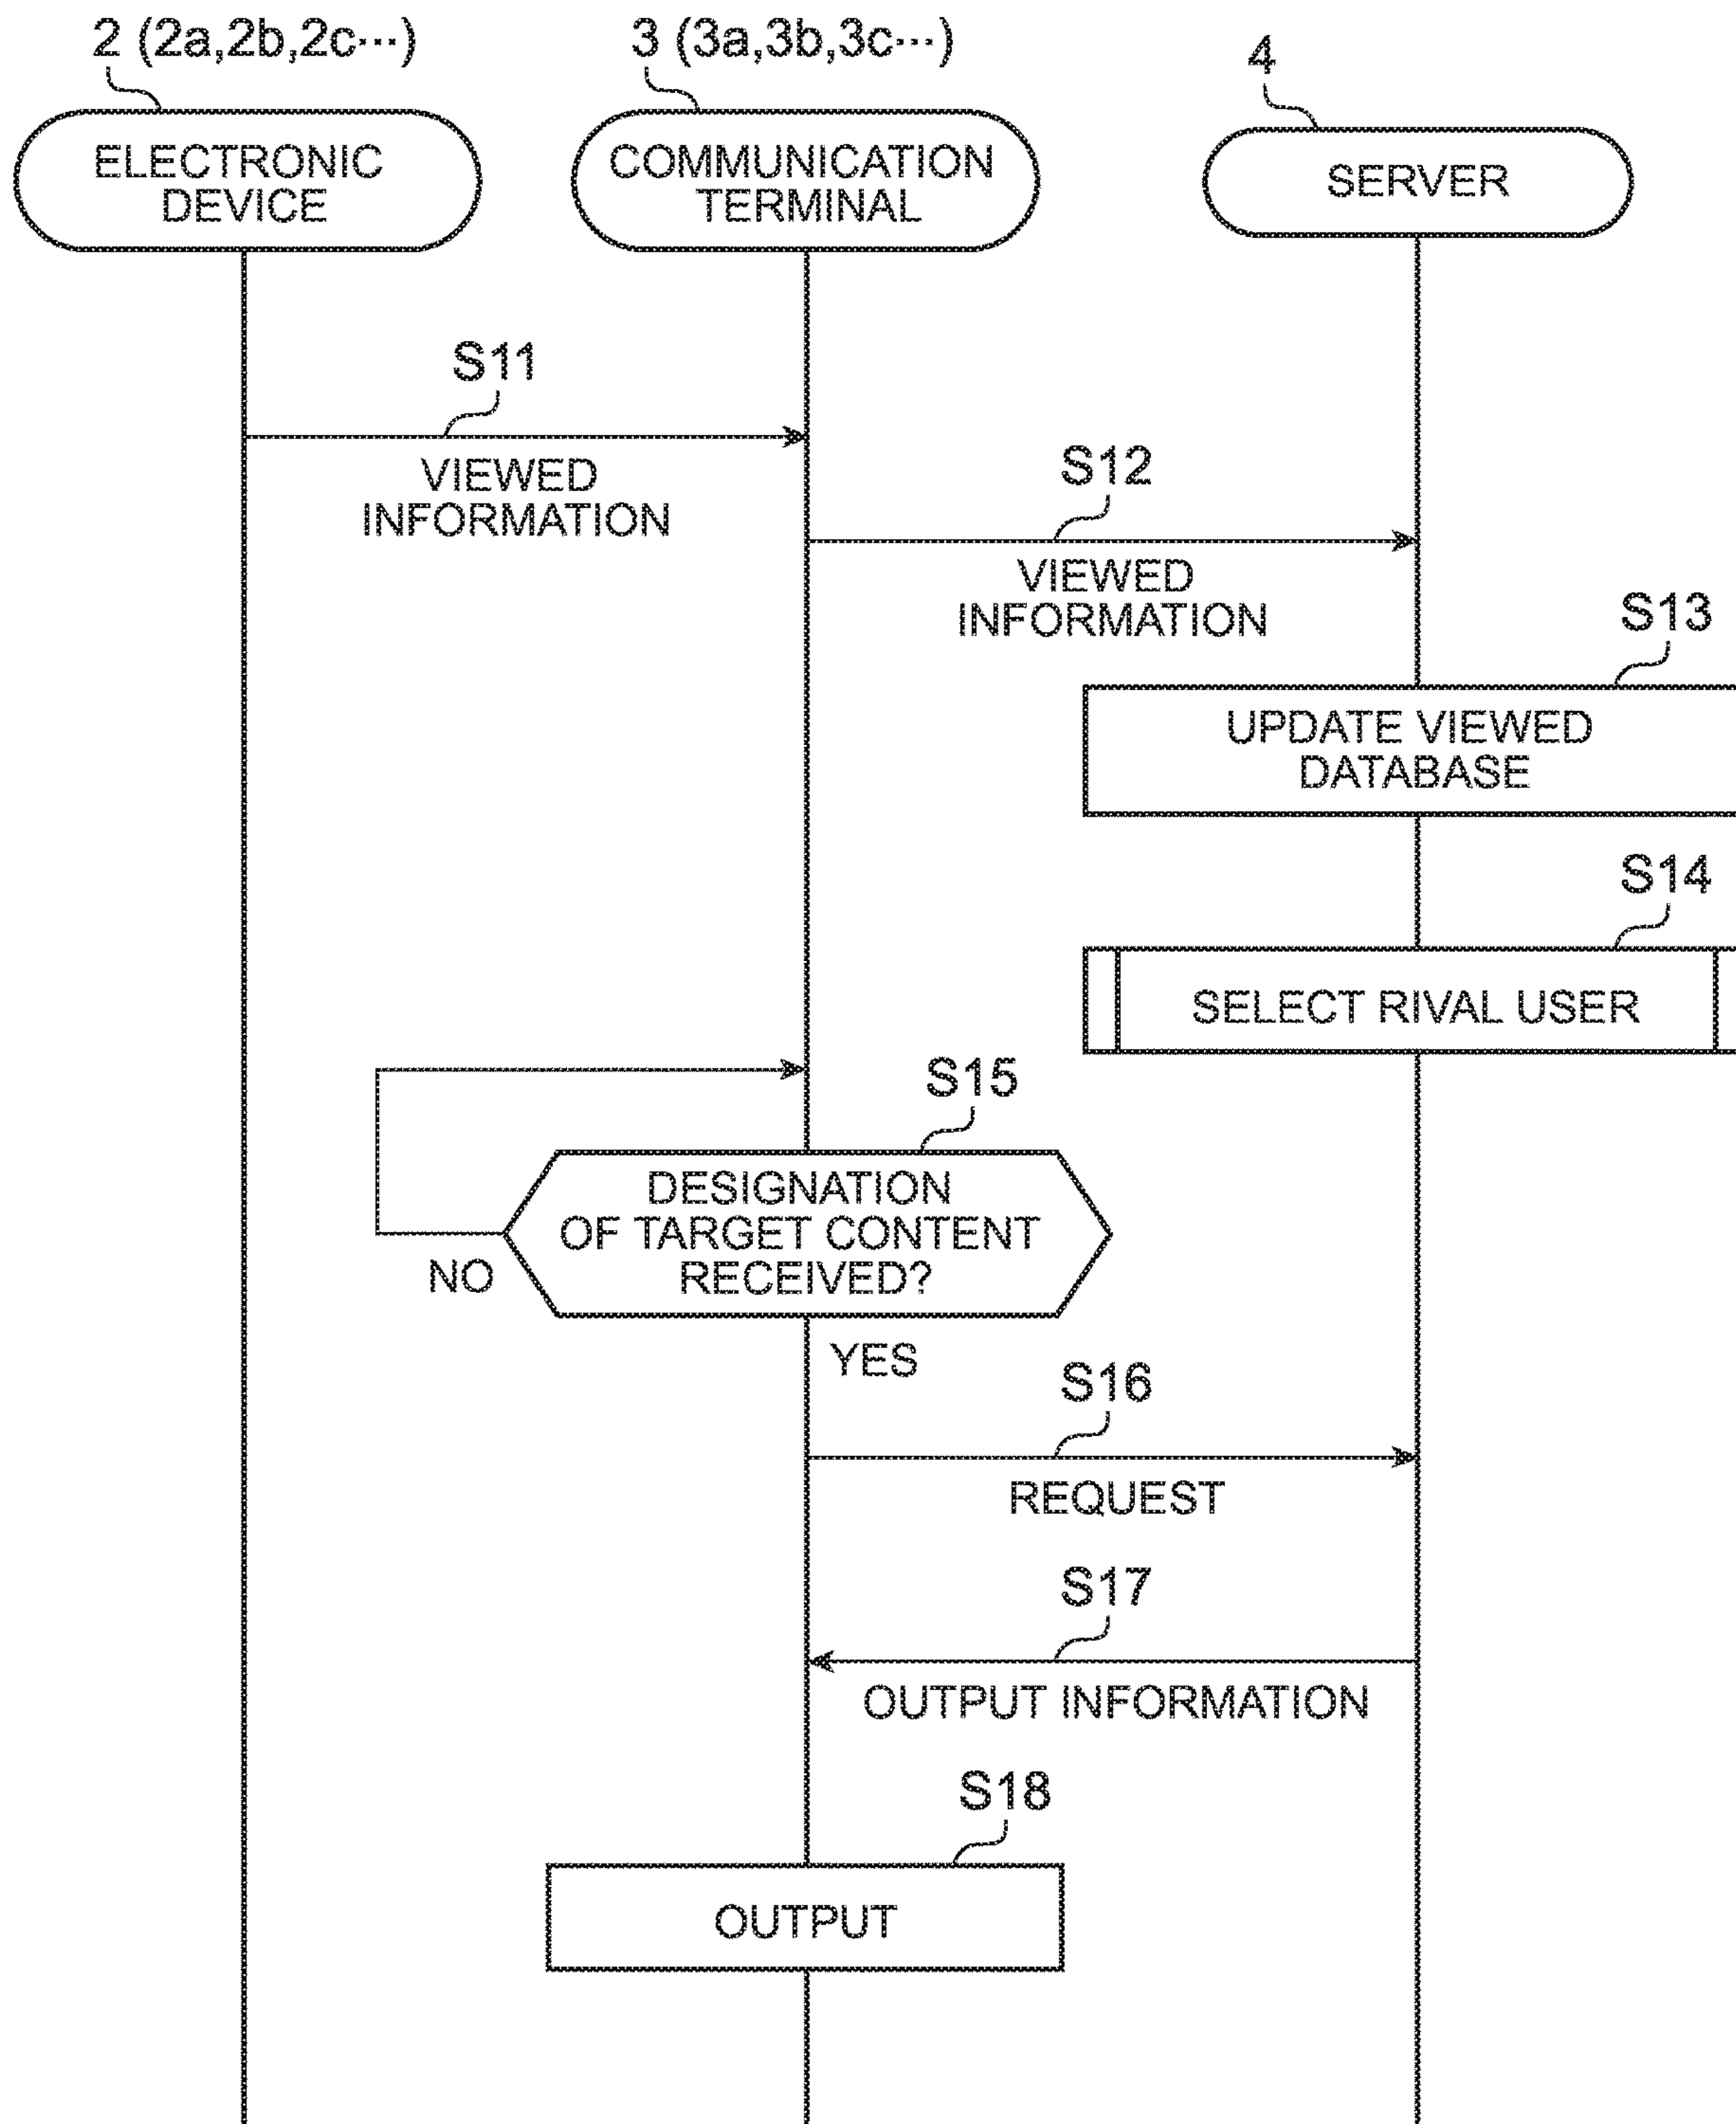 2 (2a,2b,2c···)
3 (3a,3b,3c···)
4
ELECTRONIC
DEVICE
COMMUNICATION
TERMINAL
SERVER
S11
VIEWED
INFORMATION
S12
VIEWED
INFORMATION
S13
UPDATE VIEWED
DATABASE
S14
SELECT RIVAL USER
S15
DESIGNATION
OF TARGET CONTENT
RECEIVED?
NO
YES
S16
REQUEST
S17
OUTPUT INFORMATION
S18
OUTPUT